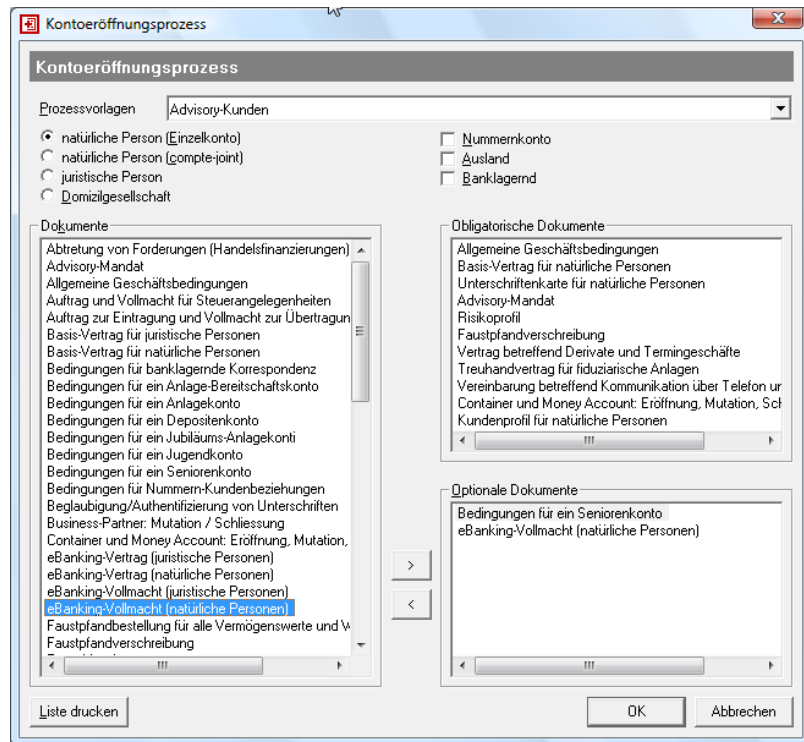 Kontoeröffnungsprozess
Kontoeröffnungsprozess
Prozessvorlagen Advisory-Kunden
natürliche Person (Einzelkonto)
natürliche Person (compte-joint)
juristische Person
Domizilgesellschaft
Nummernkonto
Ausland
Banklagernd
Dokumente
Abtretung von Forderungen (Handelsfinanzierungen)
Advisory-Mandat
Allgemeine Geschäftsbedingungen
Auftrag und Vollmacht für Steuerangelegenheiten
Auftrag zur Eintragung und Vollmacht zur Übertragun
Basis-Vertrag für juristische Personen
Basis-Vertrag für natürliche Personen
Bedingungen für banklagernde Korrespondenz
Bedingungen für ein Anlage-Bereitschaftskonto
Bedingungen für ein Anlagekonto
Bedingungen für ein Depositenkonto
Bedingungen für ein Jubiläums-Anlagekonti
Bedingungen für ein Jugendkonto
Bedingungen für ein Seniorenkonto
Bedingungen für Nummern-Kundenbeziehungen
Beglaubigung/Authentifizierung von Unterschriften
Business-Partner: Mutation / Schliessung
Container und Money Account: Eröffnung, Mutation,
eBanking-Vertrag (juristische Personen)
eBanking-Vertrag (natürliche Personen)
eBanking-Vollmacht (juristische Personen)
eBanking-Vollmacht (natürliche Personen)
Faustpfandbestellung für alle Vermögenswerte und V
Faustpfandverschreibung
Obligatorische Dokumente
Allgemeine Geschäftsbedingungen
Basis-Vertrag für natürliche Personen
Unterschriftenkarte für natürliche Personen
Advisory-Mandat
Risikoprofil
Faustpfandverschreibung
Vertrag betreffend Derivate und Termingeschäfte
Treuhandvertrag für fiduziarische Anlagen
Vereinbarung betreffend Kommunikation über Telefon ur
Container und Money Account: Eröffnung, Mutation, Scl
Kundenprofil für natürliche Personen
Optionale Dokumente
Bedingungen für ein Seniorenkonto
eBanking-Vollmacht (natürliche Personen)
>
<
Liste drucken
OK
Abbrechen